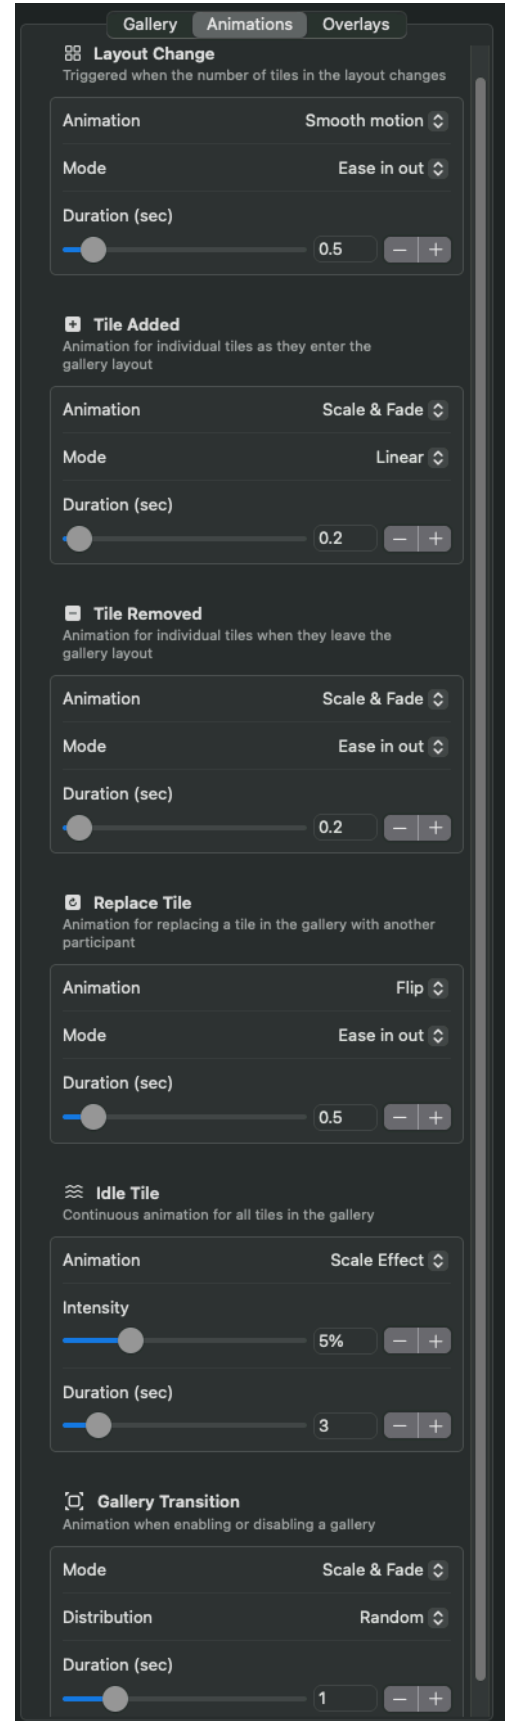 Gallery Animations Overlays
Layout Change
Triggered when the number of tiles in the layout changes
Animation Smooth motion
Mode Ease in out
Duration (sec)
0.5 − +
Tile Added
Animation for individual tiles as they enter the
gallery layout
Animation Scale & Fade
Mode Linear
Duration (sec)
0.2 − +
Tile Removed
Animation for individual tiles when they leave the
gallery layout
Animation Scale & Fade
Mode Ease in out
Duration (sec)
0.2 − +
Replace Tile
Animation for replacing a tile in the gallery with another
participant
Animation Flip
Mode Ease in out
Duration (sec)
0.5 − +
Idle Tile
Continuous animation for all tiles in the gallery
Animation Scale Effect
Intensity
5% − +
Duration (sec)
3 − +
Gallery Transition
Animation when enabling or disabling a gallery
Mode Scale & Fade
Distribution Random
Duration (sec)
1 − +